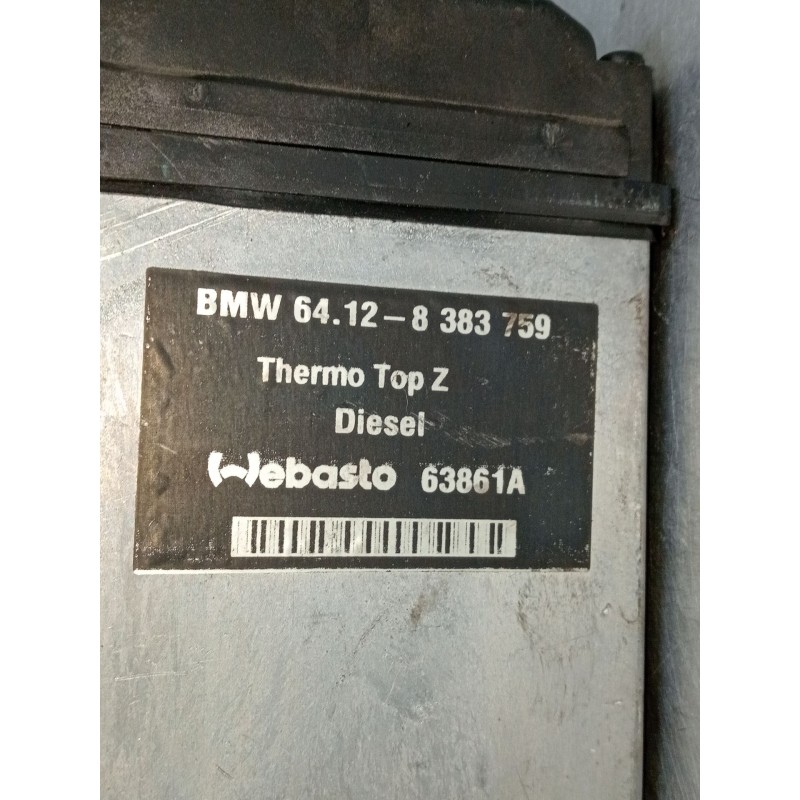 BMW 64.12-8 383 759
Thermo Top Z
Diesel
Webasto 63861A